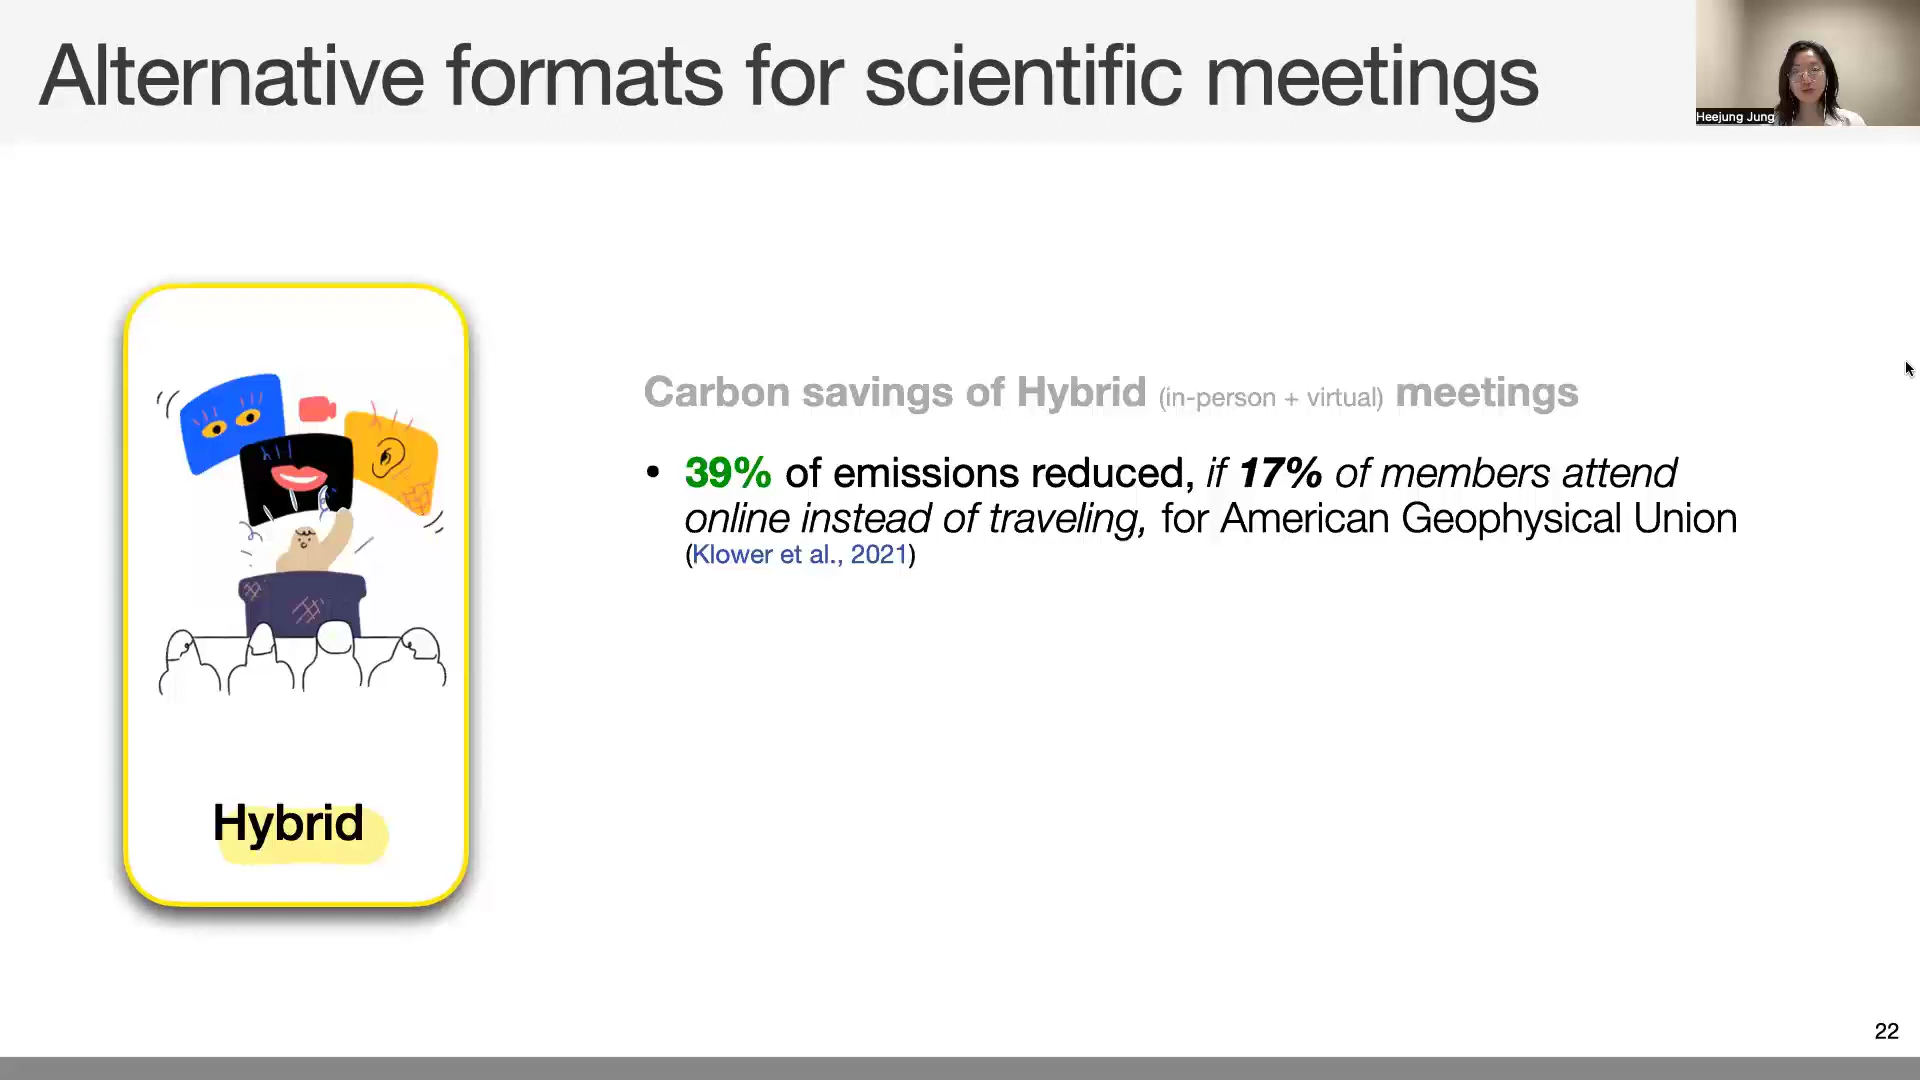 Alternative formats for scientific meetings
Heejung Jung
Carbon savings of Hybrid (in-person + virtual) meetings
• 39% of emissions reduced, if 17% of members attend
online instead of traveling, for American Geophysical Union
(Klower et al., 2021)
Hybrid
22